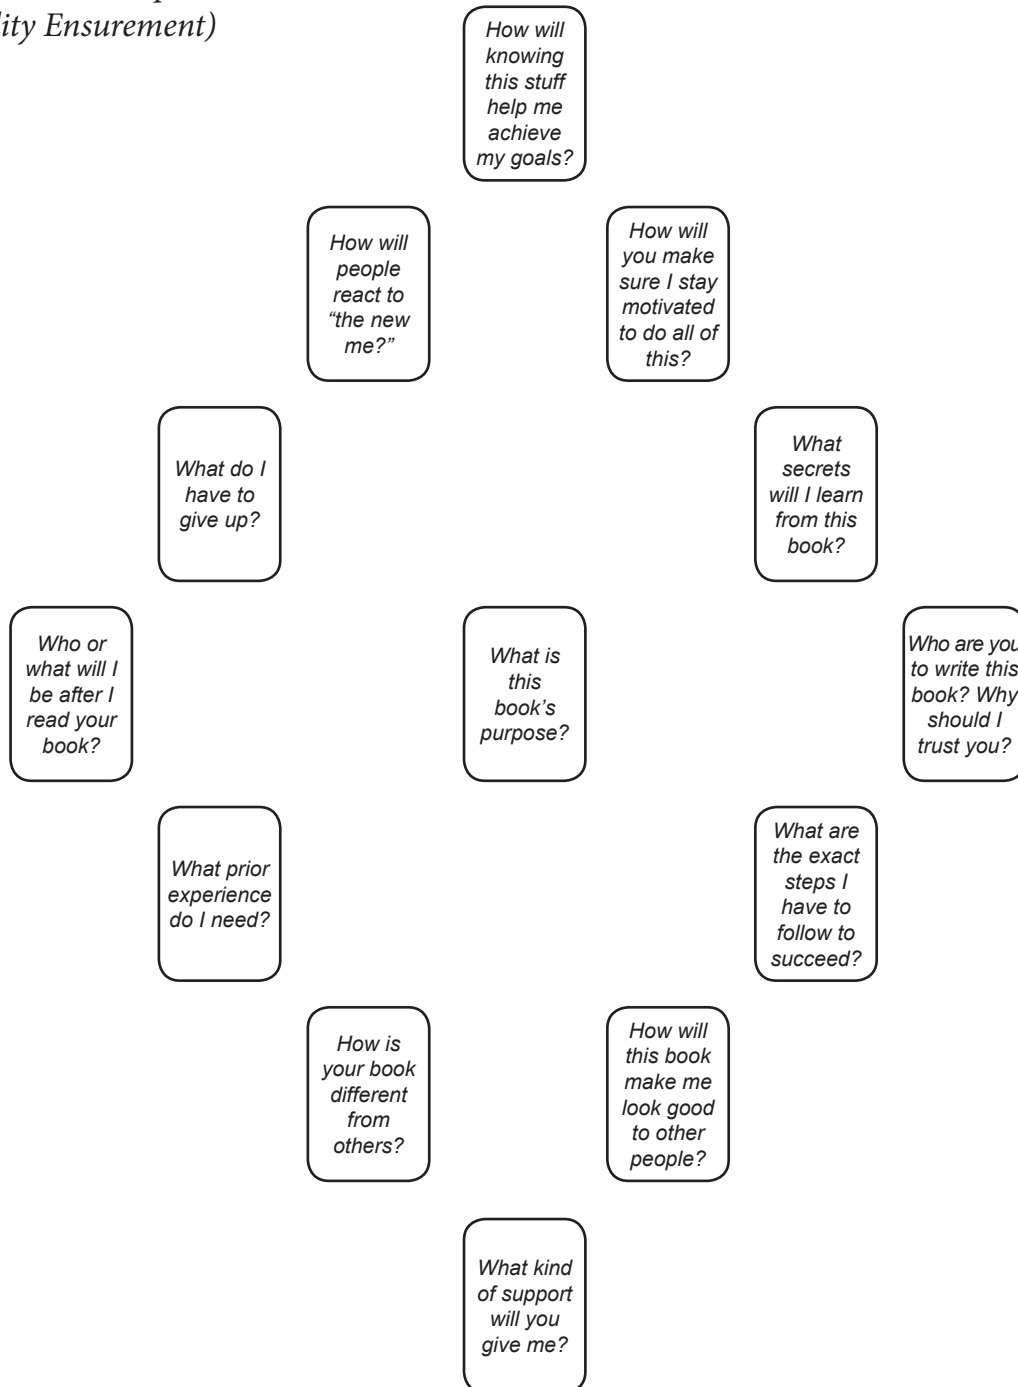 lity Ensurement)
How will
knowing
this stuff
help me
achieve
my goals?
How will
people
react to
“the new
me?”
How will
you make
sure I stay
motivated
to do all of
this?
What do I
have to
give up?
What
secrets
will I learn
from this
book?
Who or
what will I
be after I
read your
book?
What is
this
book’s
purpose?
Who are you
to write this
book? Why
should I
trust you?
What prior
experience
do I need?
What are
the exact
steps I
have to
follow to
succeed?
How is
your book
different
from
others?
How will
this book
make me
look good
to other
people?
What kind
of support
will you
give me?